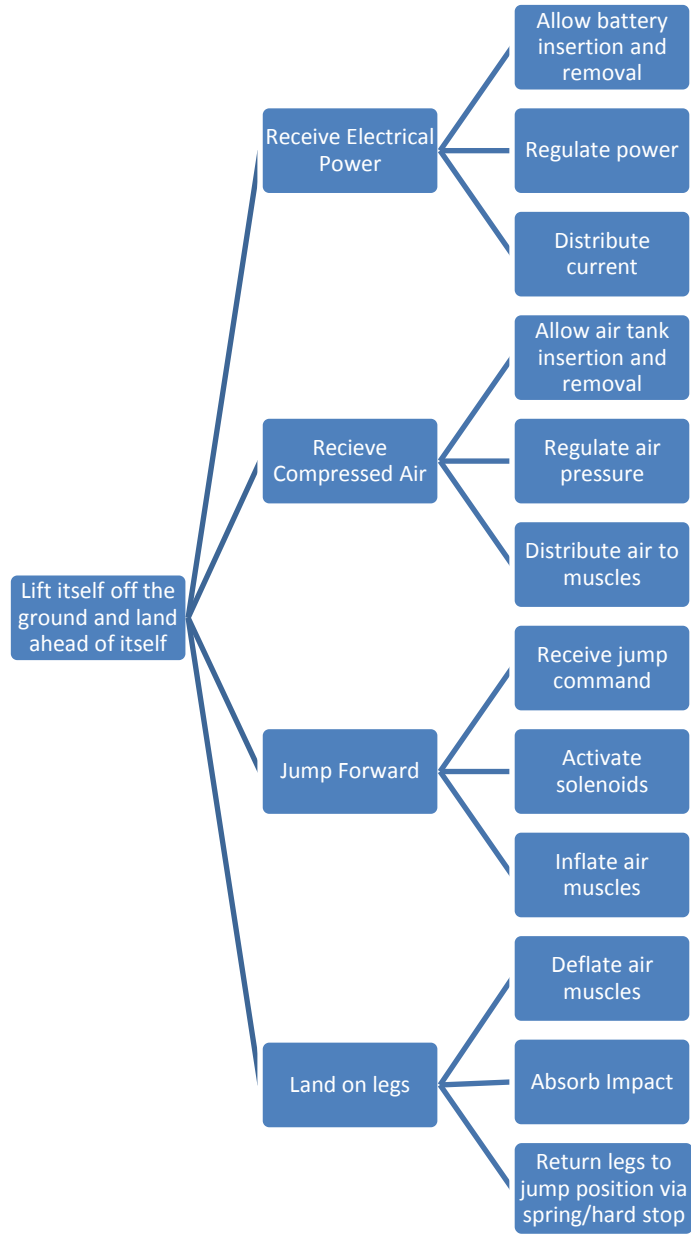 Lift itself off the
ground and land
ahead of itself
Receive Electrical
Power
Allow battery
insertion and
removal
Regulate power
Distribute
current
Recieve
Compressed Air
Allow air tank
insertion and
removal
Regulate air
pressure
Distribute air to
muscles
Jump Forward
Receive jump
command
Activate
solenoids
Inflate air
muscles
Land on legs
Deflate air
muscles
Absorb Impact
Return legs to
jump position via
spring/hard stop